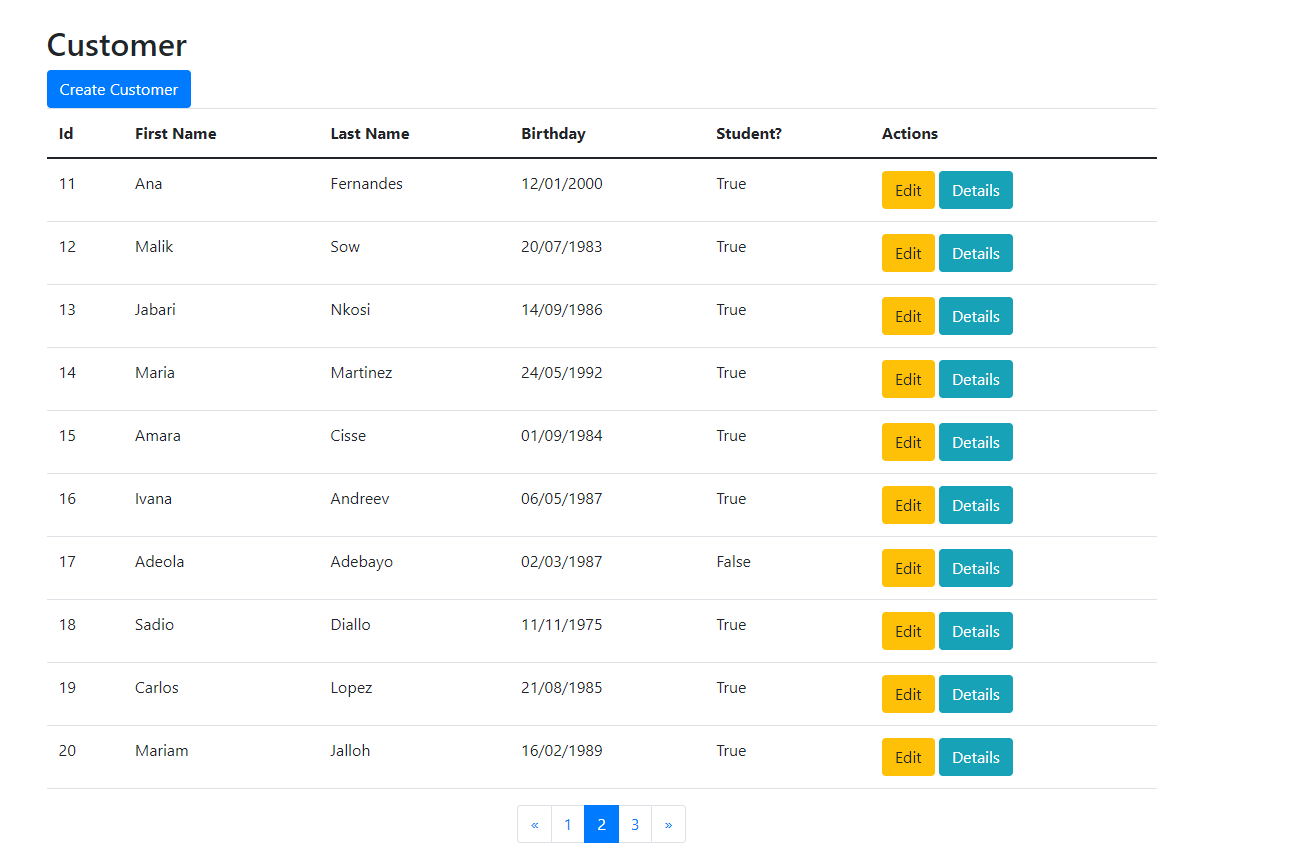 Customer
Create Customer
Id First Name Last Name Birthday Student? Actions
11 Ana Fernandes 12/01/2000 True Edit Details
12 Malik Sow 20/07/1983 True Edit Details
13 Jabari Nkosi 14/09/1986 True Edit Details
14 Maria Martinez 24/05/1992 True Edit Details
15 Amara Cisse 01/09/1984 True Edit Details
16 Ivana Andreev 06/05/1987 True Edit Details
17 Adeola Adebayo 02/03/1987 False Edit Details
18 Sadio Diallo 11/11/1975 True Edit Details
19 Carlos Lopez 21/08/1985 True Edit Details
20 Mariam Jalloh 16/02/1989 True Edit Details
« 1 2 3 »